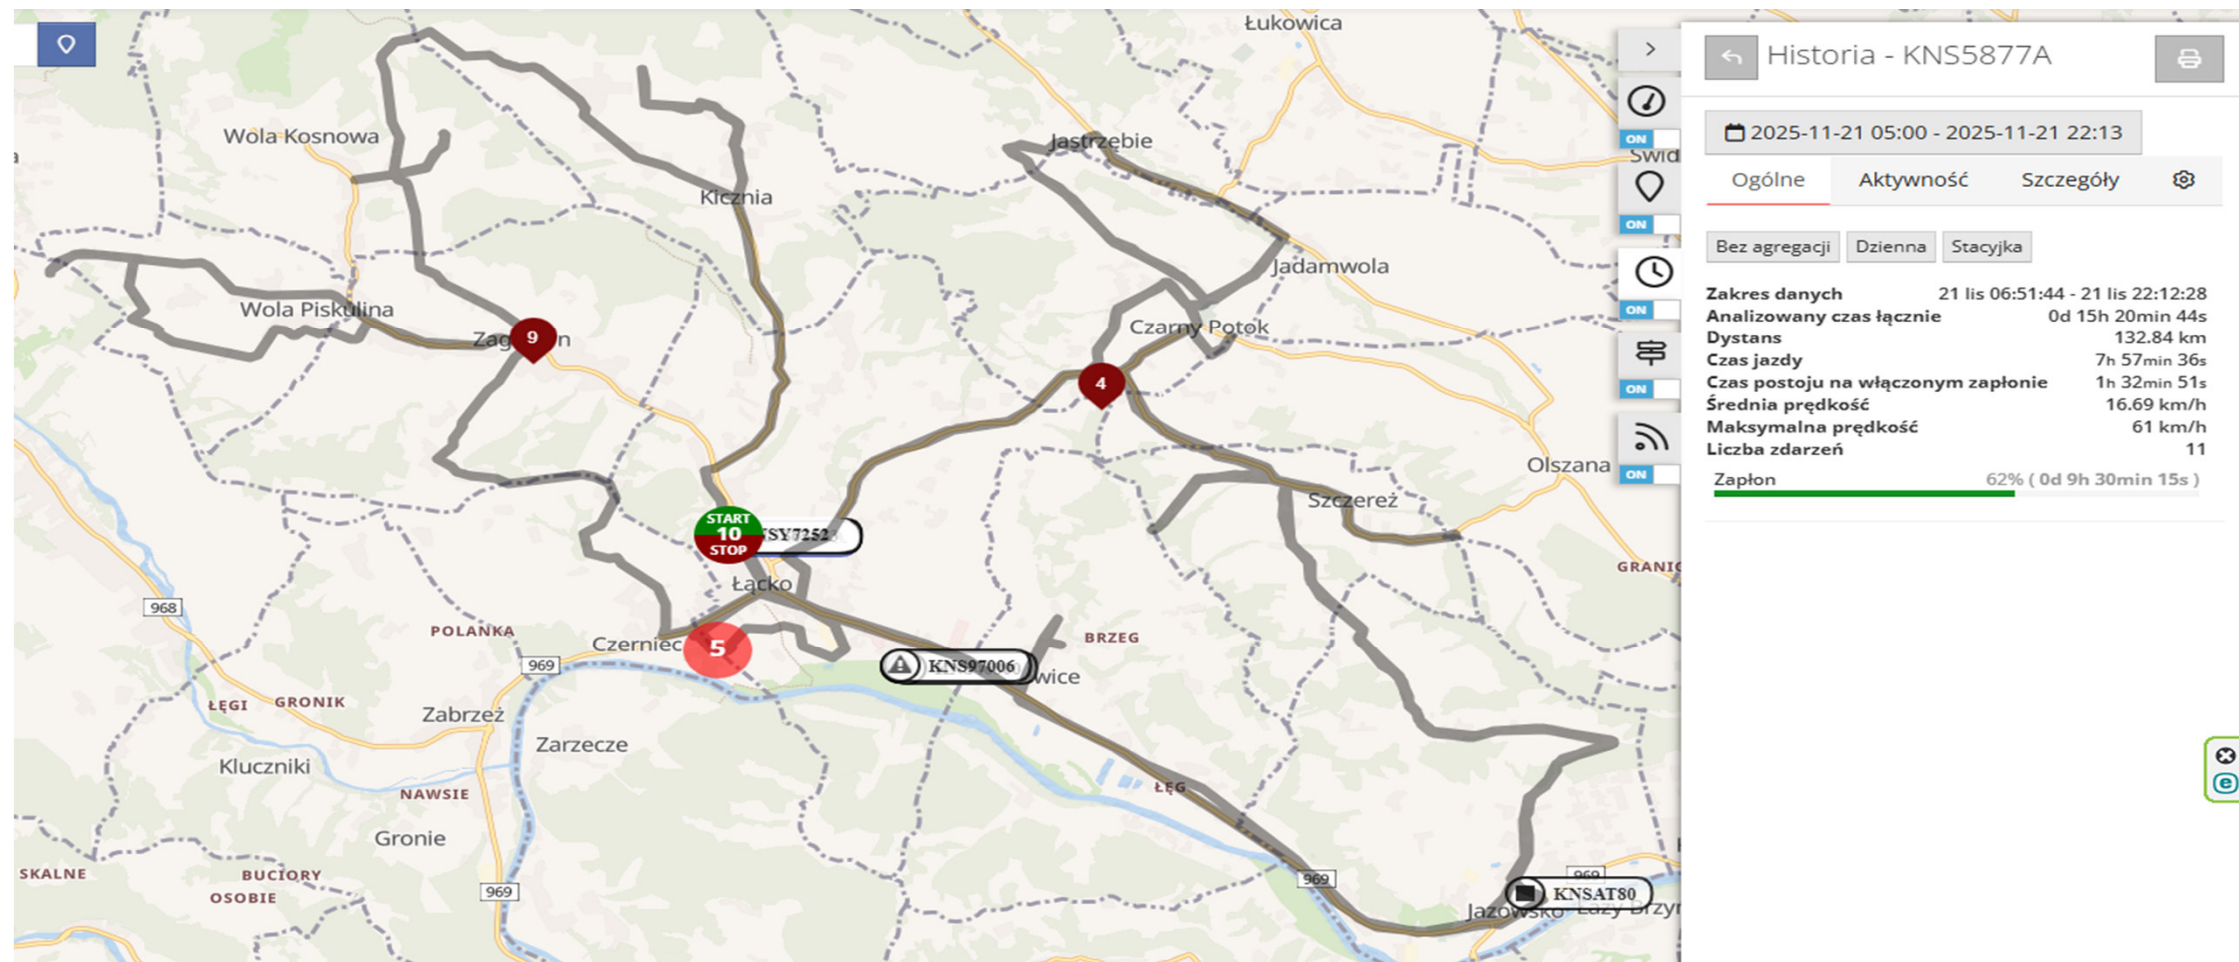 Łukowica
Wola Kosnowa
Jastrzębie
Kicznia
Jadamwola
Wola Piskulina
Czarny Potok
9
4
Olszana
Szczereż
START
10
STOP
Łącko
968
POLANKA
Czerniec
5
BRZEG
969
KNS97006
wice
ŁĘGI
GRONIK
Zabrzeż
Zarzecze
Kluczniki
NAWSIE
ŁĘG
Gronie
SKALNE
BUCIORY
OSOBIE
969
969
969
KNSAT80
Jazowsko
ON
Świd
ON
ON
ON
ON
GRANIC
Historia - KNS5877A
2025-11-21 05:00 - 2025-11-21 22:13
Ogólne Aktywność Szczegóły
Bez agregacji Dzienna Stacyjka
Zakres danych 21 lis 06:51:44 - 21 lis 22:12:28
Analizowany czas łącznie 0d 15h 20min 44s
Dystans 132.84 km
Czas jazdy 7h 57min 36s
Czas postoju na włączonym zapłonie 1h 32min 51s
Średnia prędkość 16.69 km/h
Maksymalna prędkość 61 km/h
Liczba zdarzeń 11
Zapłon 62% ( 0d 9h 30min 15s )